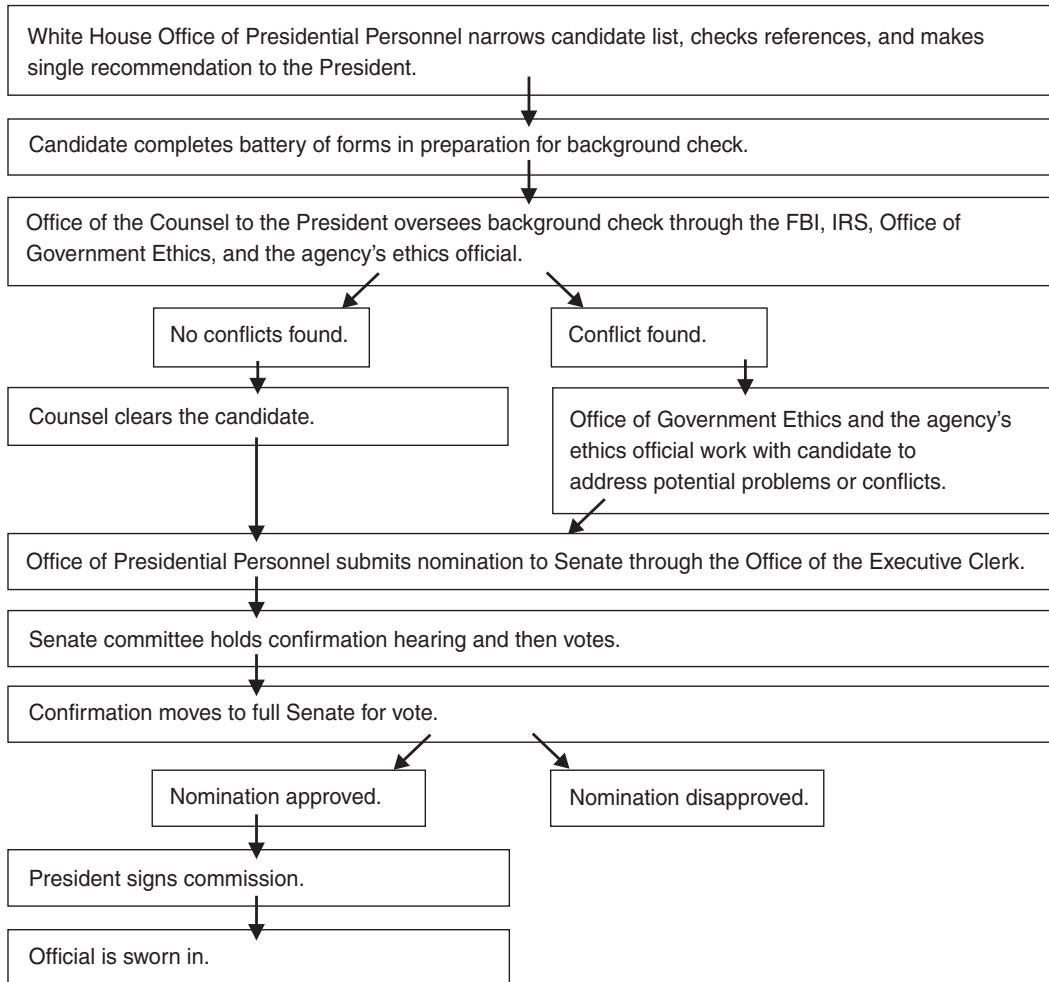 White House Office of Presidential Personnel narrows candidate list, checks references, and makes
single recommendation to the President.
Candidate completes battery of forms in preparation for background check.
Office of the Counsel to the President oversees background check through the FBI, IRS, Office of
Government Ethics, and the agency's ethics official.
No conflicts found.
Conflict found.
Counsel clears the candidate.
Office of Government Ethics and the agency's
ethics official work with candidate to
address potential problems or conflicts.
Office of Presidential Personnel submits nomination to Senate through the Office of the Executive Clerk.
Senate committee holds confirmation hearing and then votes.
Confirmation moves to full Senate for vote.
Nomination approved.
Nomination disapproved.
President signs commission.
Official is sworn in.